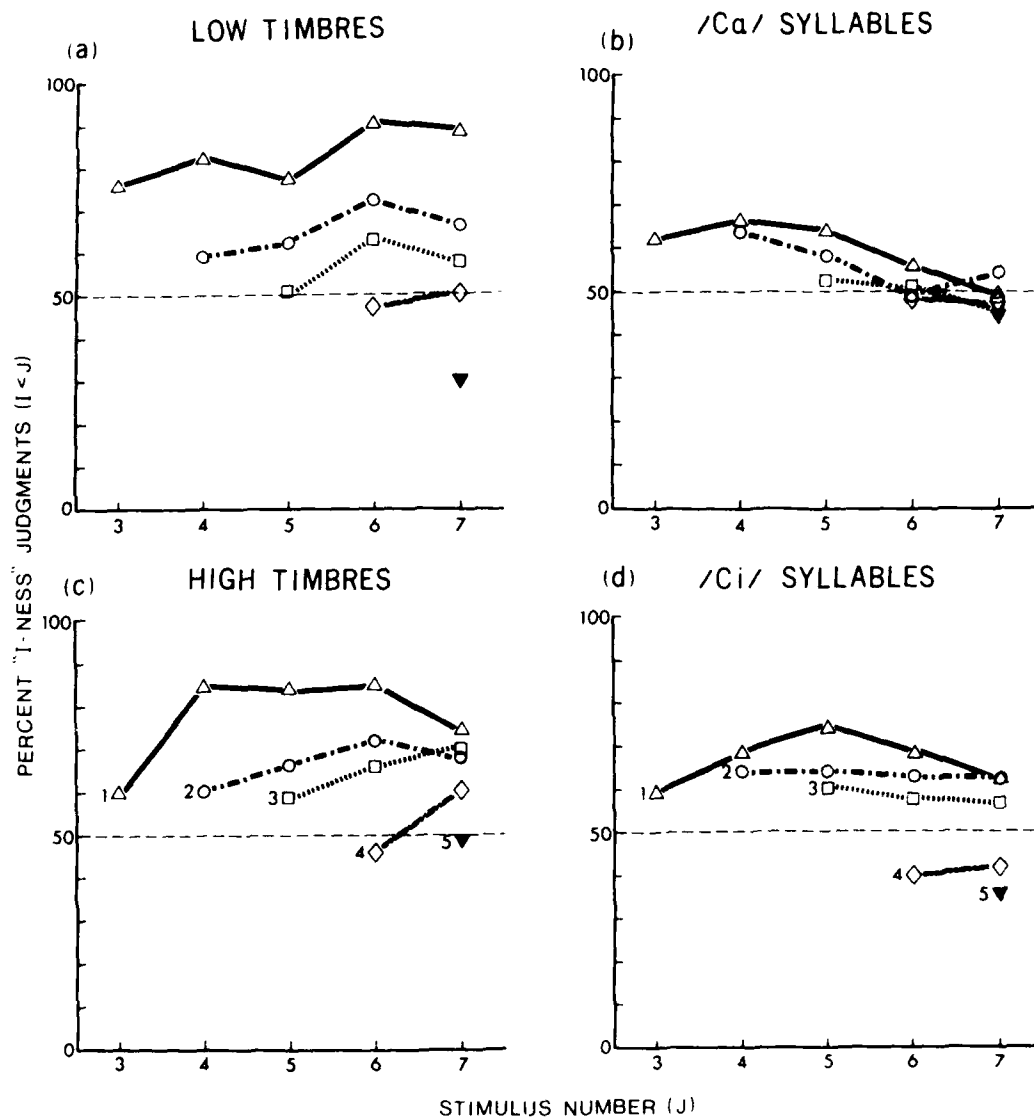 (a) LOW TIMBRES
100
50
0
3 4 5 6 7
(b) /Ca/ SYLLABLES
100
50
0
3 4 5 6 7
PERCENT "I-NESS" JUDGMENTS (I < J)
(c) HIGH TIMBRES
100
50
0
1
2
3
4
5
3 4 5 6 7
(d) /Ci/ SYLLABLES
100
50
0
1
2
3
4
5
3 4 5 6 7
STIMULUS NUMBER (J)